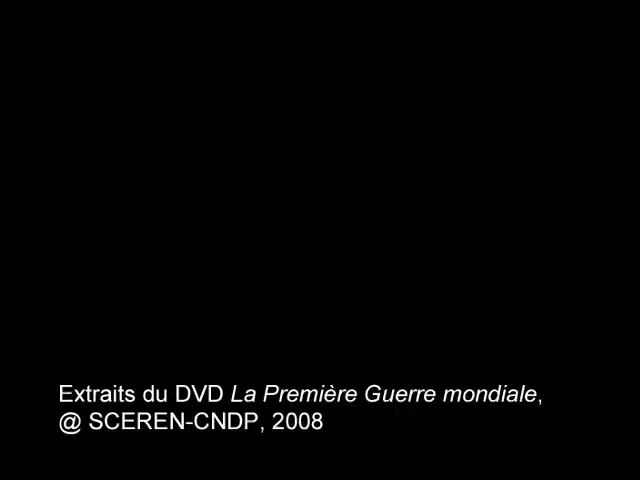 Extraits du DVD La Première Guerre mondiale,
@ SCEREN-CNDP, 2008